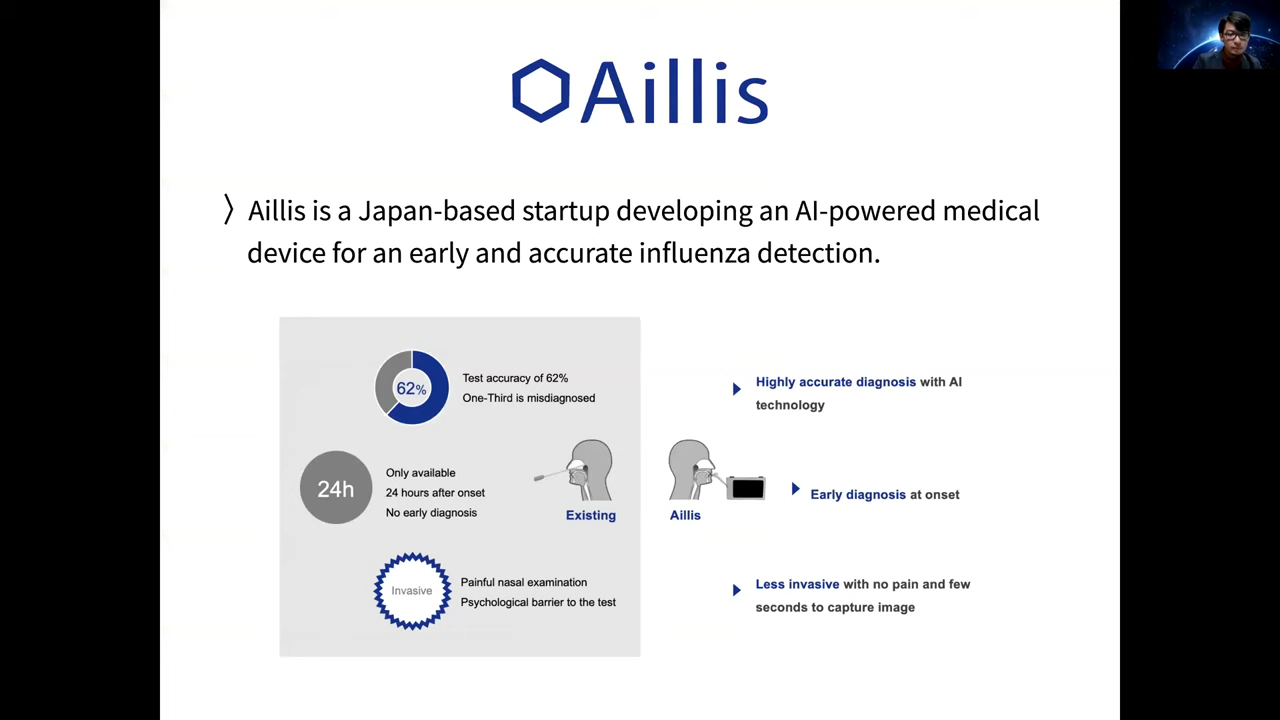 Aillis
〉Aillis is a Japan-based startup developing an AI-powered medical
device for an early and accurate influenza detection.
62%
Test accuracy of 62%
One-Third is misdiagnosed
24h
Only available
24 hours after onset
No early diagnosis
Invasive
Painful nasal examination
Psychological barrier to the test
Existing
Aillis
Highly accurate diagnosis with AI
technology
Early diagnosis at onset
Less invasive with no pain and few
seconds to capture image